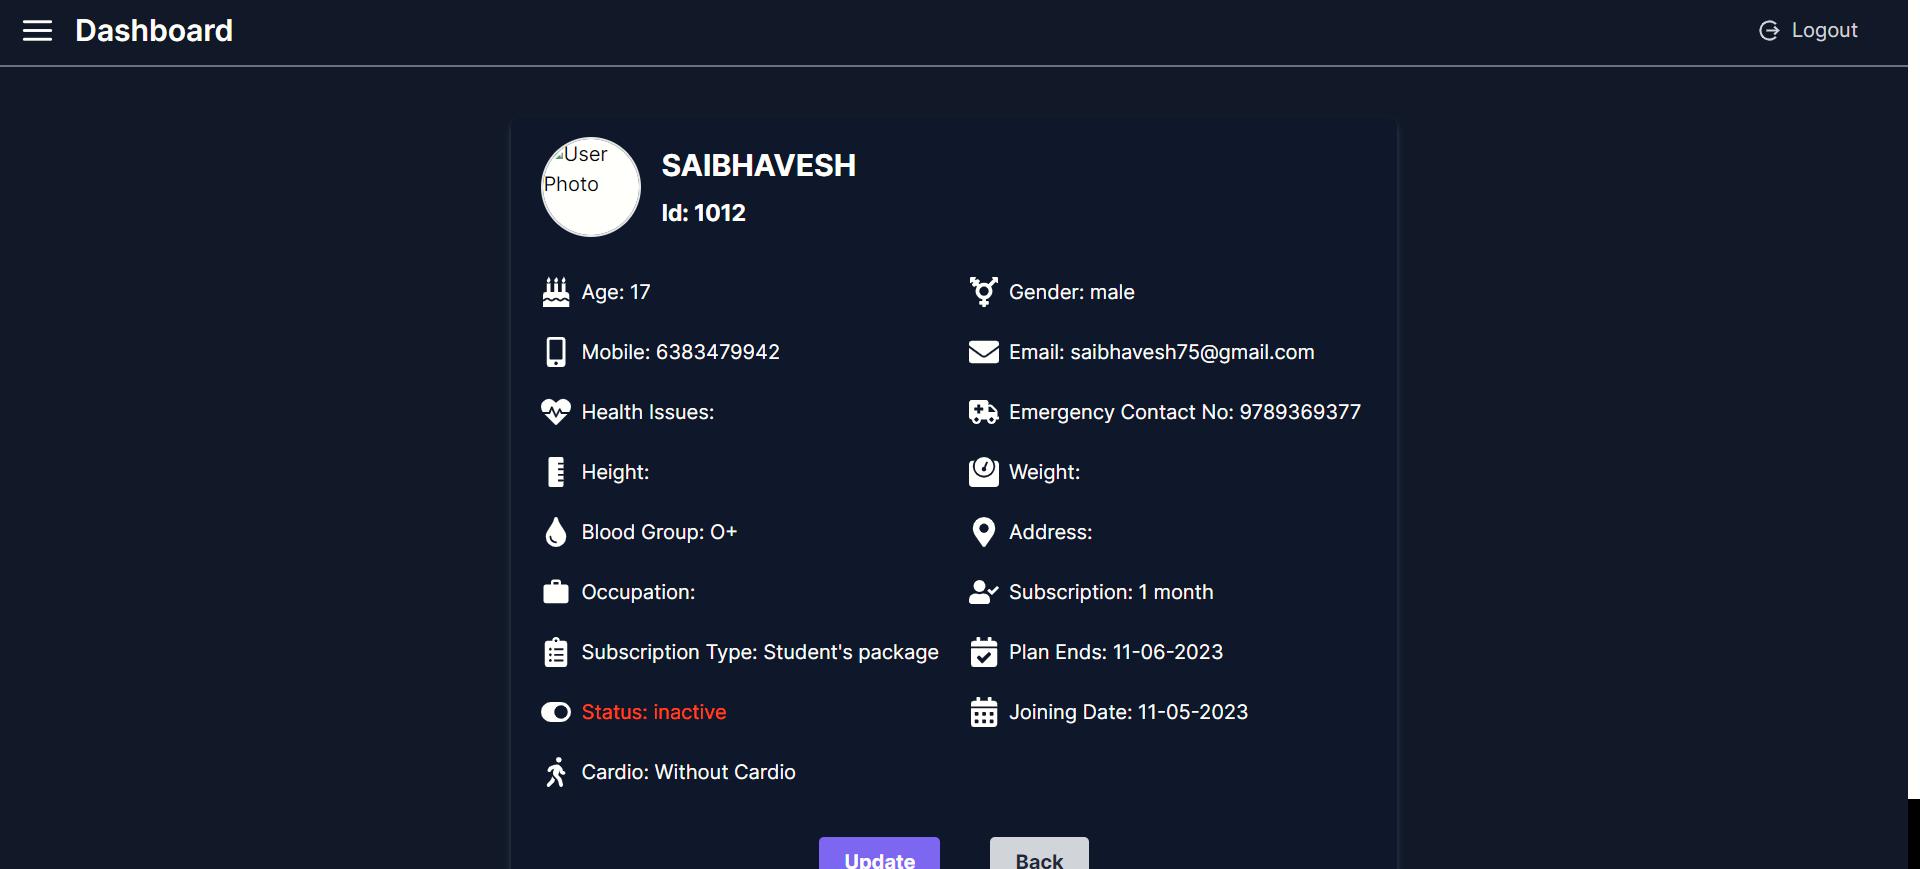 Dashboard
Logout
User
Photo
SAIBHAVESH
Id: 1012
Age: 17
Gender: male
Mobile: 6383479942
Email: saibhavesh75@gmail.com
Health Issues:
Emergency Contact No: 9789369377
Height:
Weight:
Blood Group: O+
Address:
Occupation:
Subscription: 1 month
Subscription Type: Student's package
Plan Ends: 11-06-2023
Status: inactive
Joining Date: 11-05-2023
Cardio: Without Cardio
Update
Back